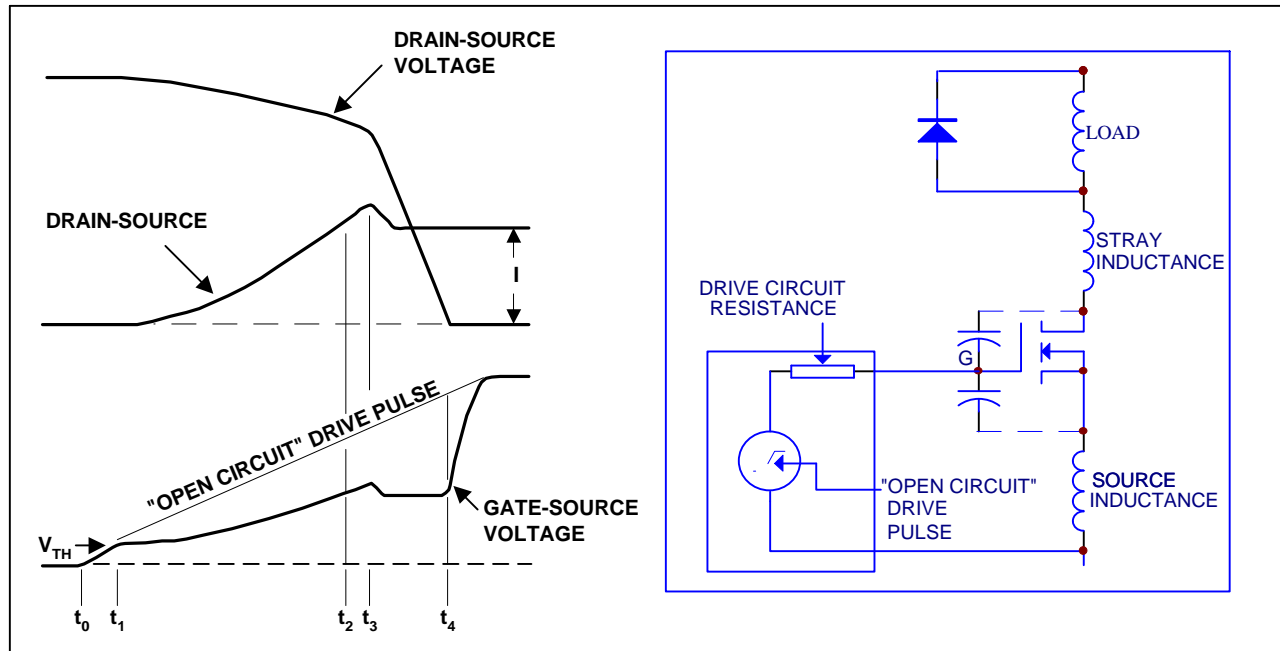 DRAIN-SOURCE
VOLTAGE
DRAIN-SOURCE
I
"OPEN CIRCUIT" DRIVE PULSE
GATE-SOURCE
VOLTAGE
VTH
t0
t1
t2
t3
t4
LOAD
STRAY
INDUCTANCE
DRIVE CIRCUIT
RESISTANCE
G
"OPEN CIRCUIT"
DRIVE
PULSE
SOURCE
INDUCTANCE